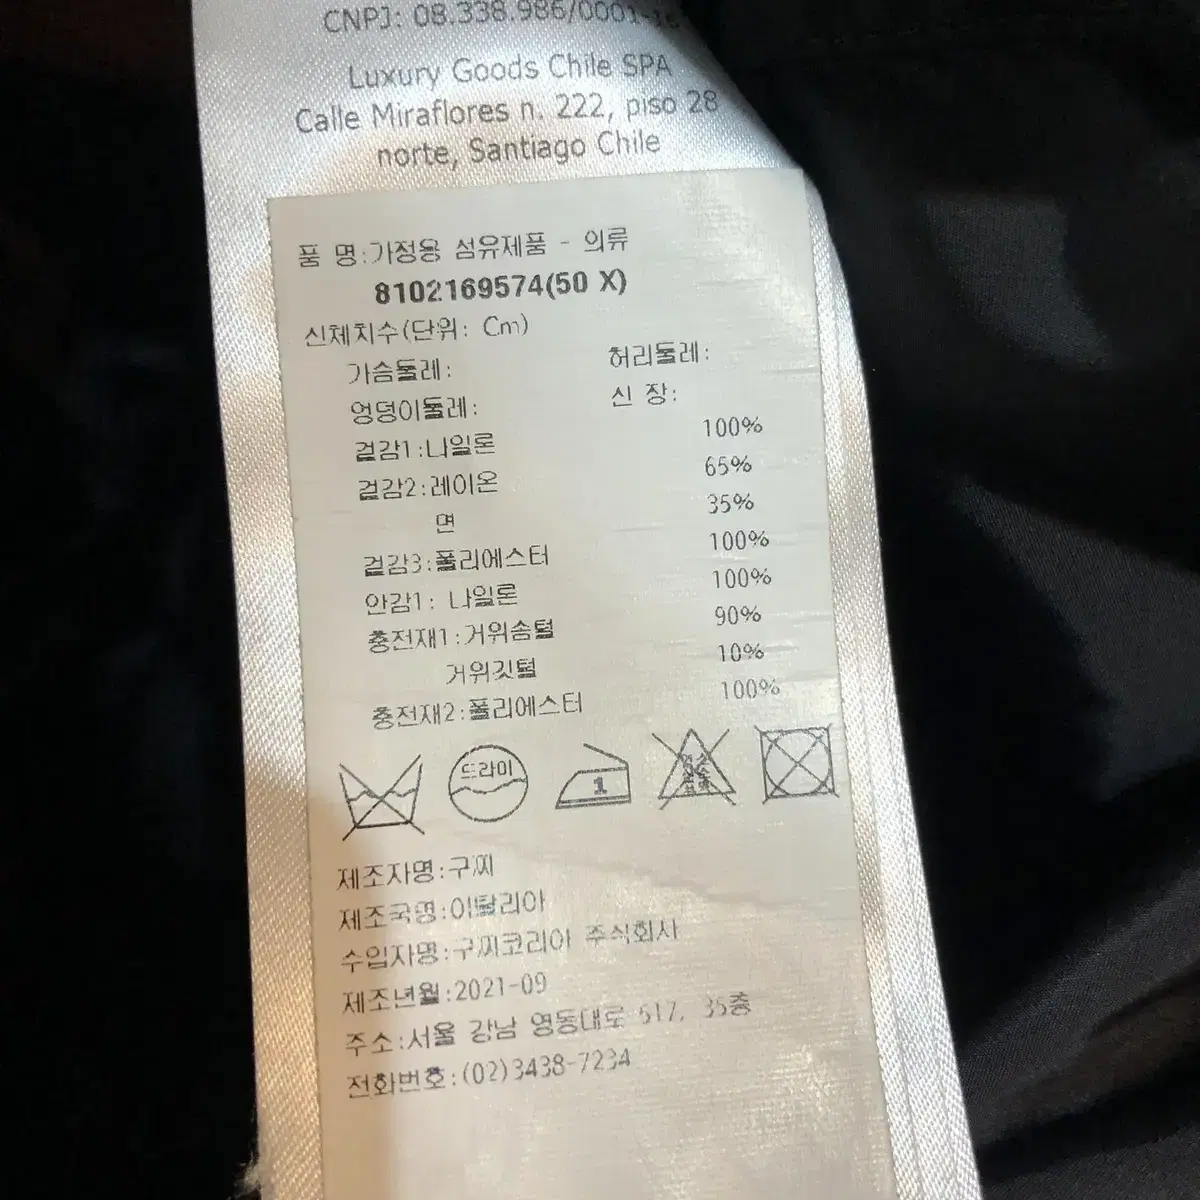 CNPJ: 08.338.986/0001-
Luxury Goods Chile SPA
Calle Miraflores n. 222, piso 28
norte, Santiago Chile
품 명:가정용 섬유제품 - 의류
8102169574(50 X)
신체치수(단위: Cm)
가슴둘레: 허리둘레:
엉덩이둘레: 신 장:
겉감1:나일론 100%
겉감2:레이온 65%
면 35%
겉감3:폴리에스터 100%
안감1: 나일론 100%
충전재1:거위솜털 90%
거위깃털 10%
충전재2:폴리에스터 100%
드라이
1
제조자명:구찌
제조국명:이탈리아
수입자명:구찌코리아 주식회사
제조년월:2021-09
주소:서울 강남 영동대로 517, 35층
전화번호:(02)3438-7234